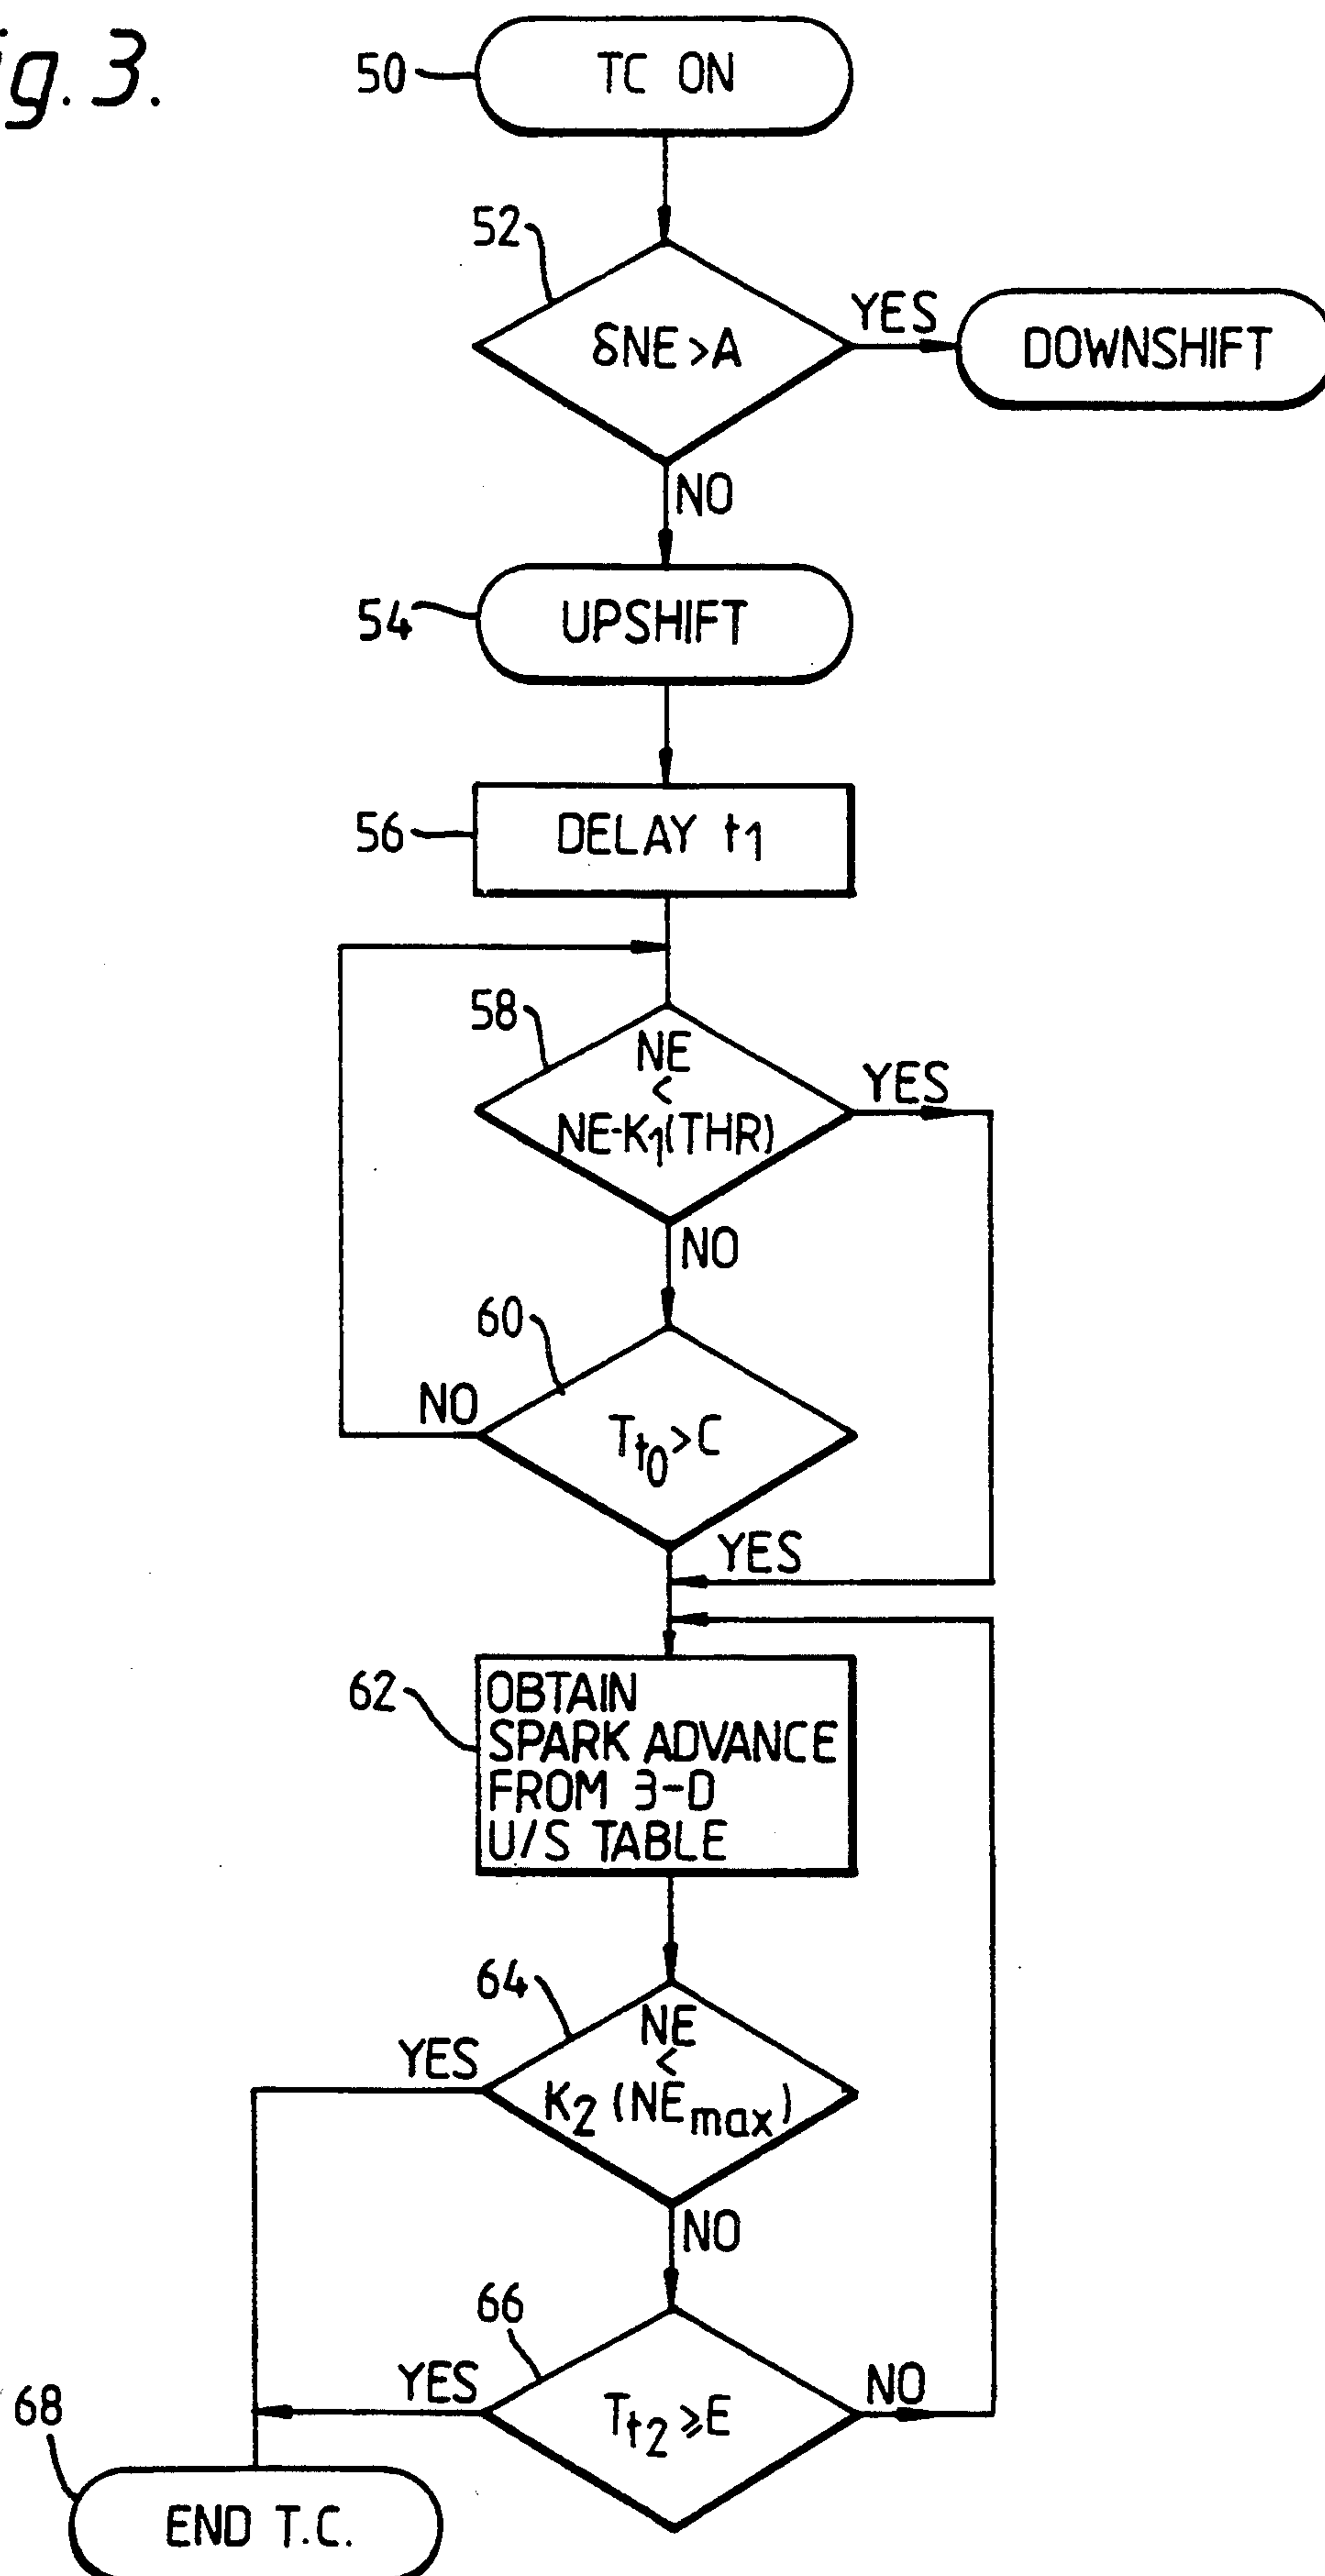 ig. 3.
50
TC ON
52
δNE >A
YES
DOWNSHIFT
NO
54
UPSHIFT
56
DELAY t1
58
NE
<
NE-K1(THR)
YES
NO
60
NO
Tt0>C
YES
62
OBTAIN
SPARK ADVANCE
FROM 3-D
U/S TABLE
64
YES
NE
<
K2 (NEmax)
NO
66
YES
Tt2⩾E
NO
68
END T.C.